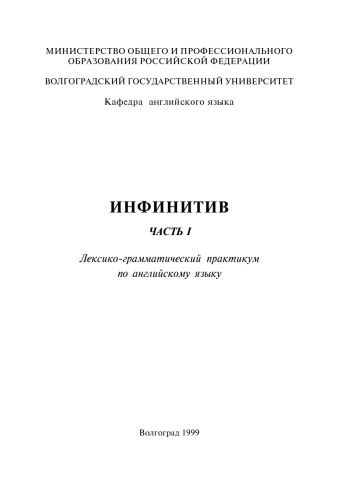 МИНИСТЕРСТВО ОБЩЕГО И ПРОФЕССИОНАЛЬНОГО
ОБРАЗОВАНИЯ РОССИЙСКОЙ ФЕДЕРАЦИИ
ВОЛГОГРАДСКИЙ ГОСУДАРСТВЕННЫЙ УНИВЕРСИТЕТ
Кафедра английского языка
ИНФИНИТИВ
ЧАСТЬ I
Лексико-грамматический практикум
по английскому языку
Волгоград 1999